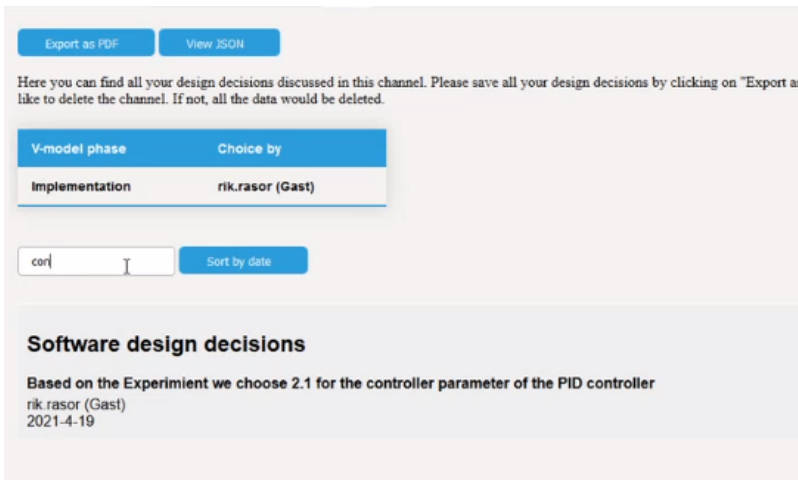 Export as PDF
View JSON
Here you can find all your design decisions discussed in this channel. Please save all your design decisions by clicking on "Export as
like to delete the channel. If not, all the data would be deleted.
V-model phase Choice by
Implementation rik.rasor (Gast)
con
Sort by date
Software design decisions
Based on the Experimient we choose 2.1 for the controller parameter of the PID controller
rik.rasor (Gast)
2021-4-19